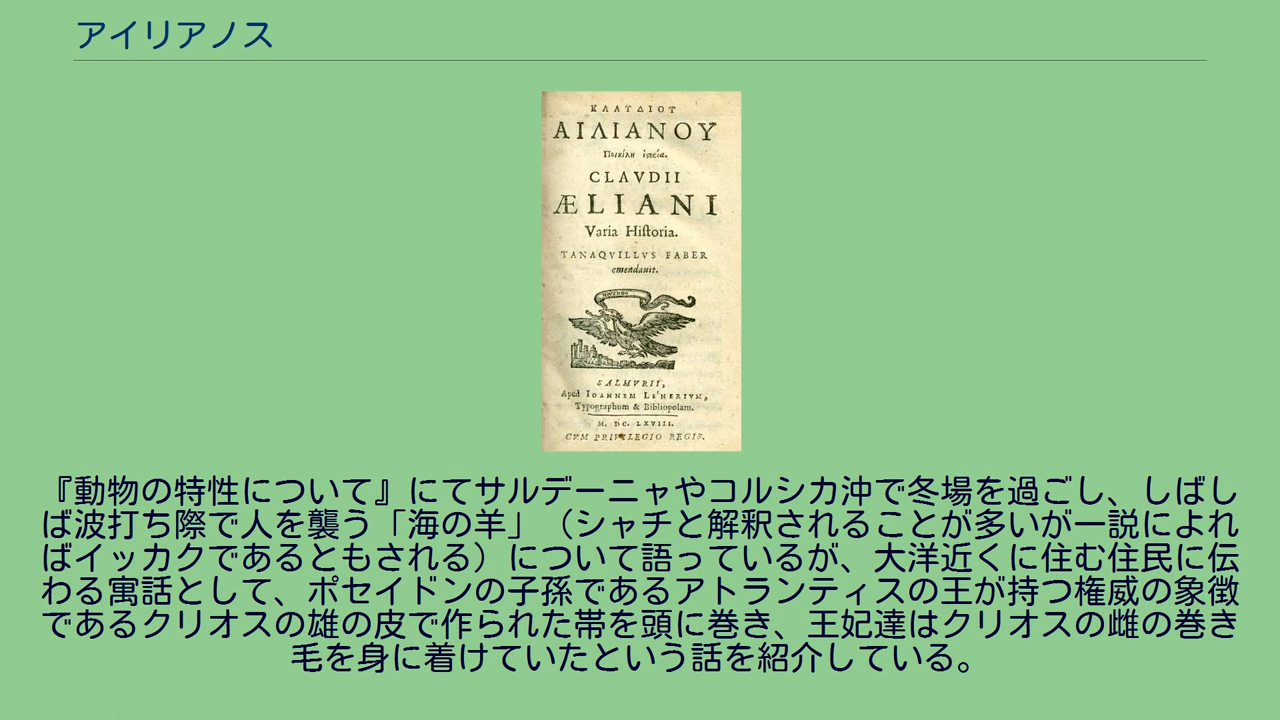 アイリアノス
ΚΛΑΥΔΙΟΥ
ΑΙΛΙΑΝΟΥ
Ποικίλη ἱστορία.
CLAVDII
ÆLIANI
Varia Hiſtoria.
TANAQVILLVS FABER
emendauit.
SALMVRII,
Apud IOANNEM LENERIVM,
Typographum & Bibliopolam.
M. DC. LXVIII.
CVM PRIVILEGIO REGIS.
『動物の特性について』にてサルデーニャやコルシカ沖で冬場を過ごし、しばし
ば波打ち際で人を襲う「海の羊」（シャチと解釈されることが多いが一説によれ
ばイッカクであるともされる）について語っているが、大洋近くに住む住民に伝
わる寓話として、ポセイドンの子孫であるアトランティスの王が持つ権威の象徴
であるクリオスの雄の皮で作られた帯を頭に巻き、王妃達はクリオスの雌の巻き
毛を身に着けていたという話を紹介している。